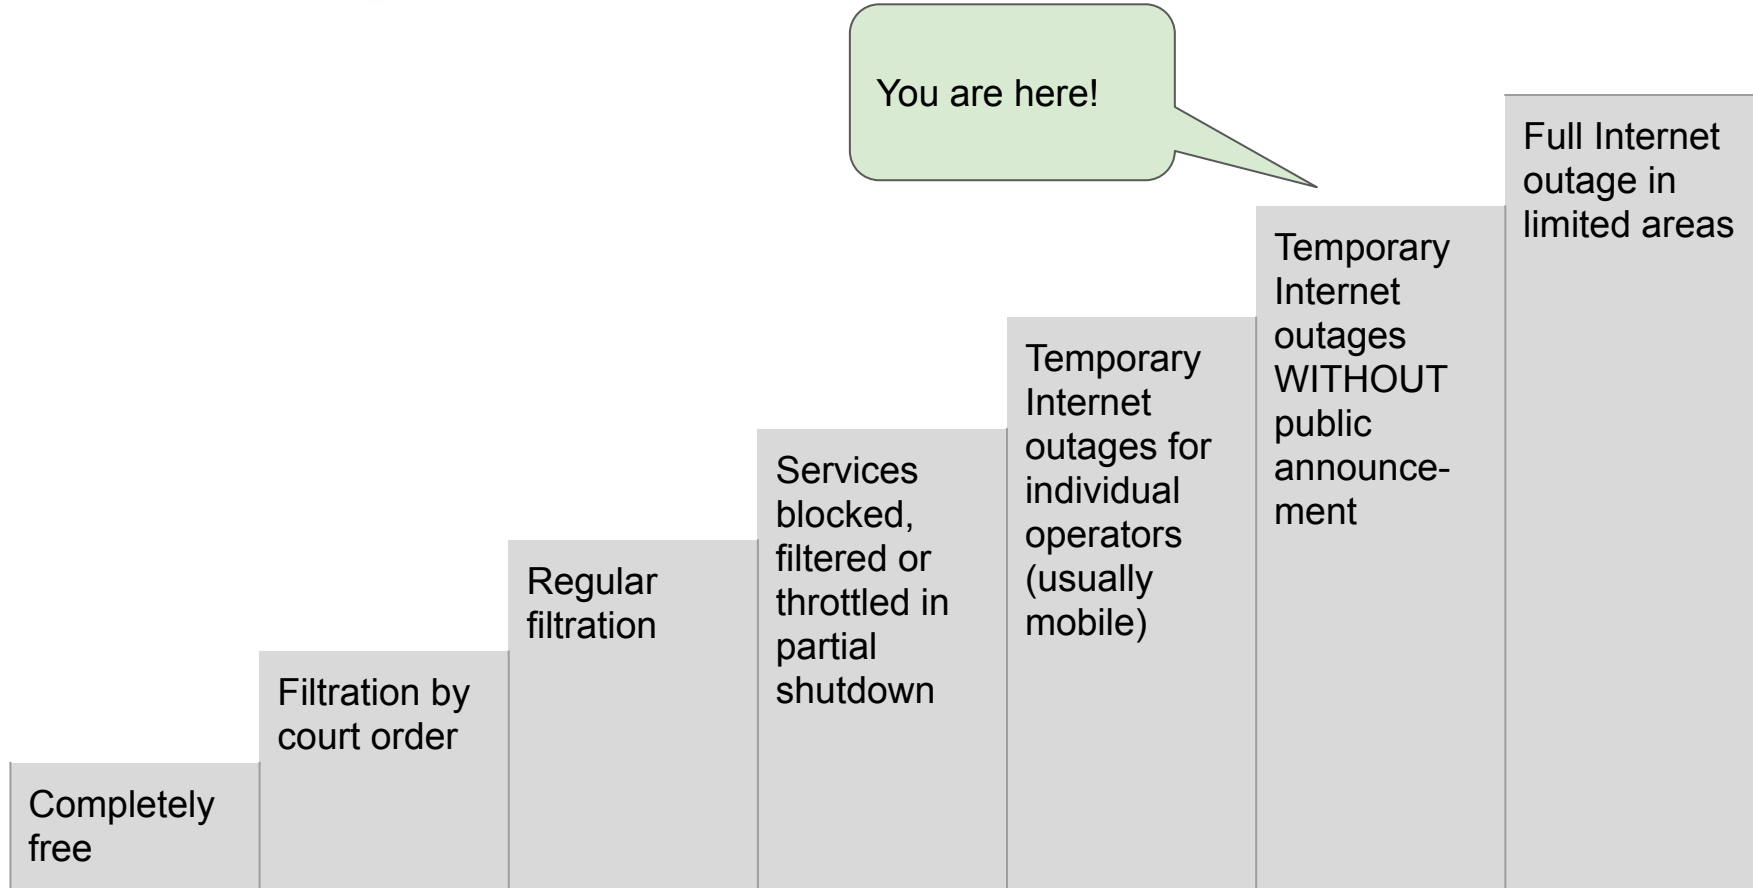 You are here!
Full Internet
outage in
limited areas
Temporary
Internet
outages
WITHOUT
public
announce-
ment
Temporary
Internet
outages for
individual
operators
(usually
mobile)
Services
blocked,
filtered or
throttled in
partial
shutdown
Regular
filtration
Filtration by
court order
Completely
free